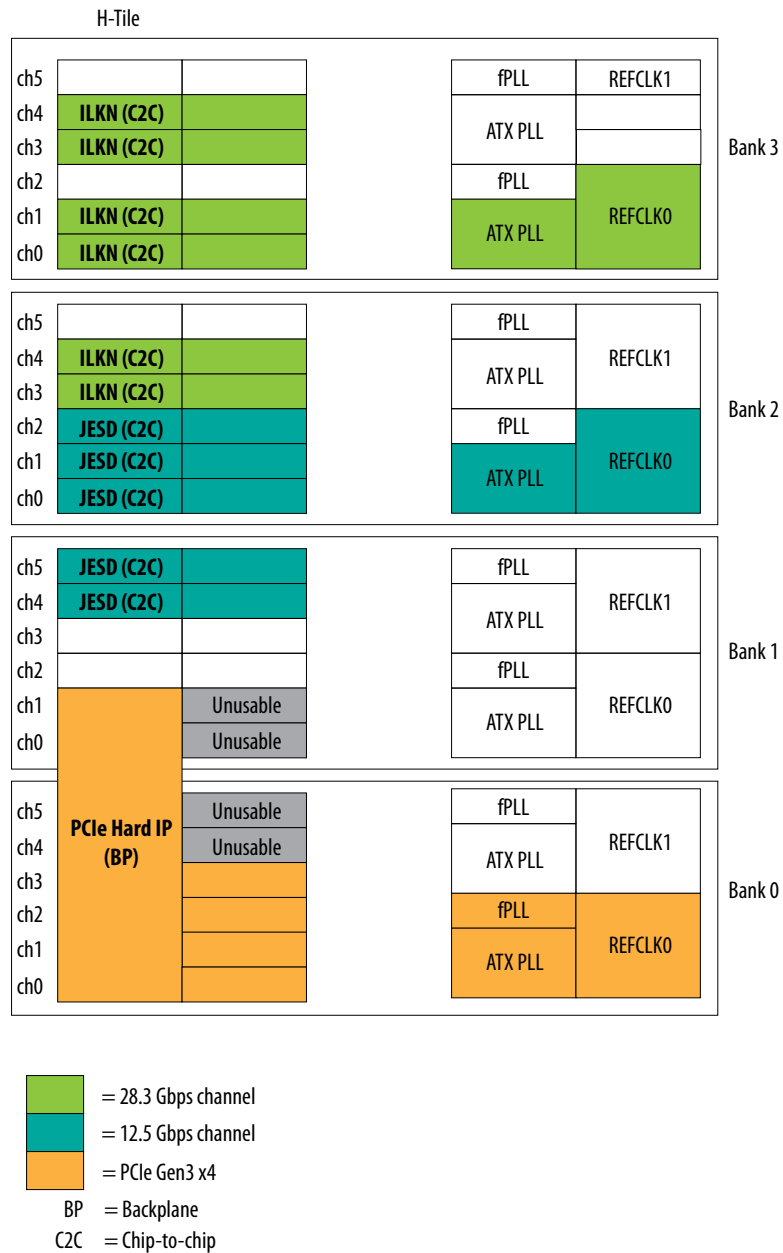 H-Tile
ch5 fPLL REFCLK1
ch4 ILKN (C2C)
ATX PLL
ch3 ILKN (C2C)
Bank 3
ch2 fPLL
ch1 ILKN (C2C)
ATX PLL REFCLK0
ch0 ILKN (C2C)
ch5 fPLL
ch4 ILKN (C2C)
ATX PLL REFCLK1
ch3 ILKN (C2C)
Bank 2
ch2 JESD (C2C) fPLL
ch1 JESD (C2C)
ATX PLL REFCLK0
ch0 JESD (C2C)
ch5 JESD (C2C) fPLL
ch4 JESD (C2C)
ATX PLL REFCLK1
ch3
Bank 1
ch2 fPLL
ch1 Unusable
ATX PLL REFCLK0
ch0 Unusable
ch5 Unusable fPLL
PCIe Hard IP
(BP)
ch4 Unusable
ATX PLL REFCLK1
ch3
Bank 0
ch2 fPLL
ch1
ATX PLL REFCLK0
ch0
= 28.3 Gbps channel
= 12.5 Gbps channel
= PCIe Gen3 x4
BP = Backplane
C2C = Chip-to-chip